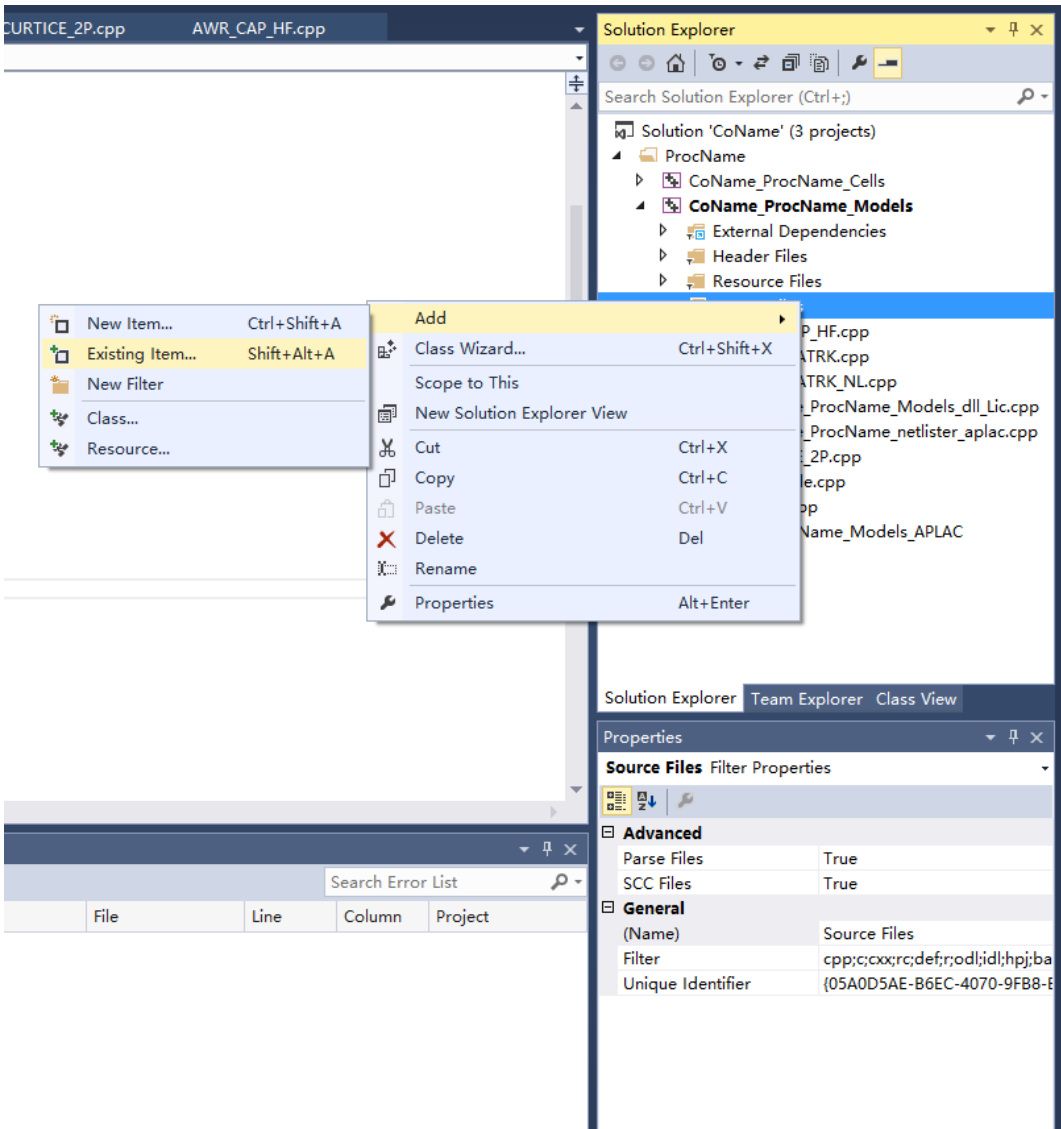 CURTICE_2P.cpp AWR_CAP_HF.cpp
Solution Explorer
Search Solution Explorer (Ctrl+;)
Solution 'CoName' (3 projects)
ProcName
CoName_ProcName_Cells
CoName_ProcName_Models
External Dependencies
Header Files
Resource Files
P_HF.cpp
ATRK.cpp
ATRK_NL.cpp
_ProcName_Models_dll_Lic.cpp
_ProcName_netlister_aplac.cpp
_2P.cpp
le.cpp
pp
Name_Models_APLAC
New Item... Ctrl+Shift+A
Existing Item... Shift+Alt+A
New Filter
Class...
Resource...
Add
Class Wizard... Ctrl+Shift+X
Scope to This
New Solution Explorer View
Cut Ctrl+X
Copy Ctrl+C
Paste Ctrl+V
Delete Del
Rename
Properties Alt+Enter
Solution Explorer Team Explorer Class View
Properties
Source Files Filter Properties
Advanced
Parse Files True
SCC Files True
General
(Name) Source Files
Filter cpp;c;cxx;rc;def;r;odl;idl;hpj;ba
Unique Identifier {05A0D5AE-B6EC-4070-9FB8-
Search Error List
File Line Column Project